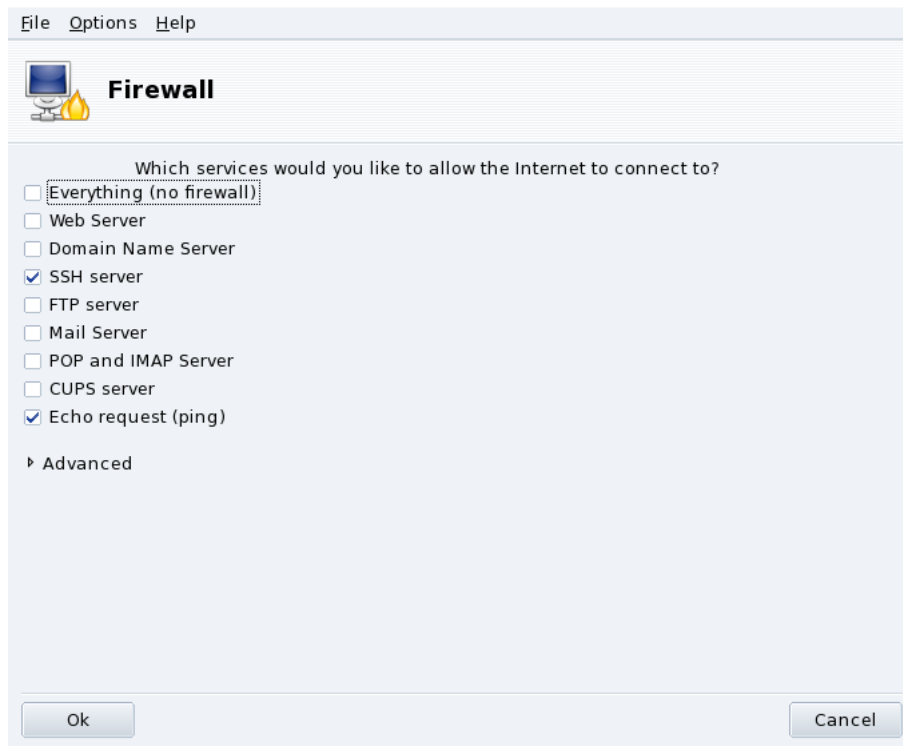 File Options Help
Firewall
Which services would you like to allow the Internet to connect to?
Everything (no firewall)
Web Server
Domain Name Server
SSH server
FTP server
Mail Server
POP and IMAP Server
CUPS server
Echo request (ping)
Advanced
Ok Cancel